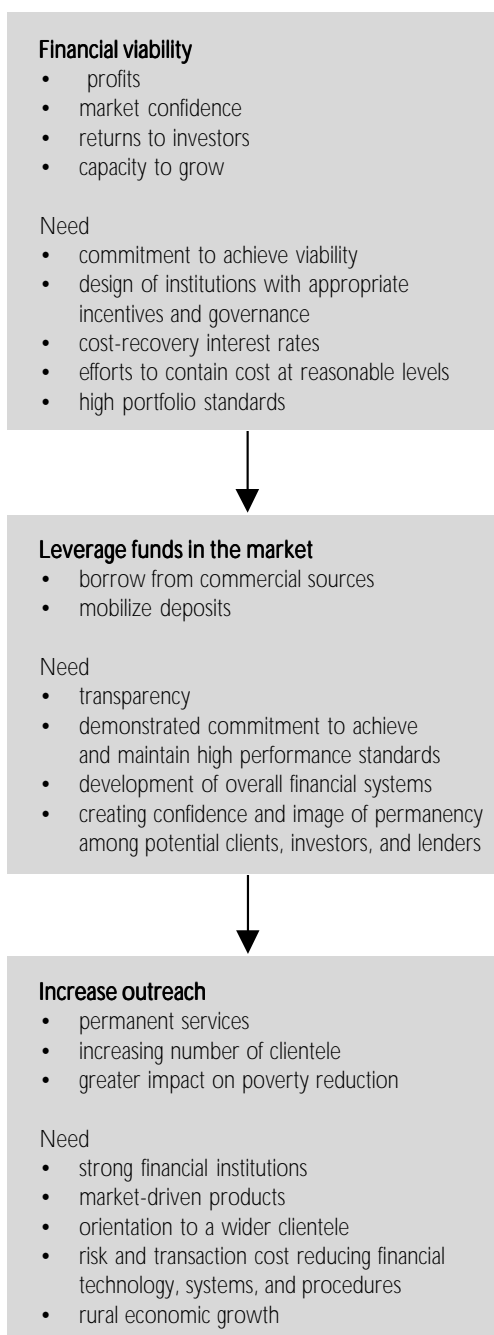 Financial viability
• profits
• market confidence
• returns to investors
• capacity to grow
Need
• commitment to achieve viability
• design of institutions with appropriate
incentives and governance
• cost-recovery interest rates
• efforts to contain cost at reasonable levels
• high portfolio standards
Leverage funds in the market
• borrow from commercial sources
• mobilize deposits
Need
• transparency
• demonstrated commitment to achieve
and maintain high performance standards
• development of overall financial systems
• creating confidence and image of permanency
among potential clients, investors, and lenders
Increase outreach
• permanent services
• increasing number of clientele
• greater impact on poverty reduction
Need
• strong financial institutions
• market-driven products
• orientation to a wider clientele
• risk and transaction cost reducing financial
technology, systems, and procedures
• rural economic growth